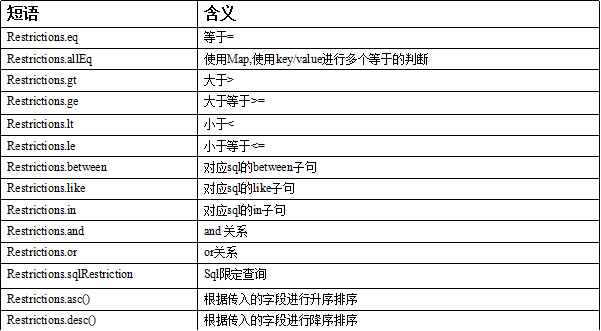 短语 含义
Restrictions.eq 等于=
Restrictions.allEq 使用Map,使用key/value进行多个等于的判断
Restrictions.gt 大于>
Restrictions.ge 大于等于>=
Restrictions.lt 小于<
Restrictions.le 小于等于<=
Restrictions.between 对应sql的between子句
Restrictions.like 对应sql的like子句
Restrictions.in 对应sql的in子句
Restrictions.and and 关系
Restrictions.or or关系
Restrictions.sqlRestriction Sql限定查询
Restrictions.asc() 根据传入的字段进行升序排序
Restrictions.desc() 根据传入的字段进行降序排序